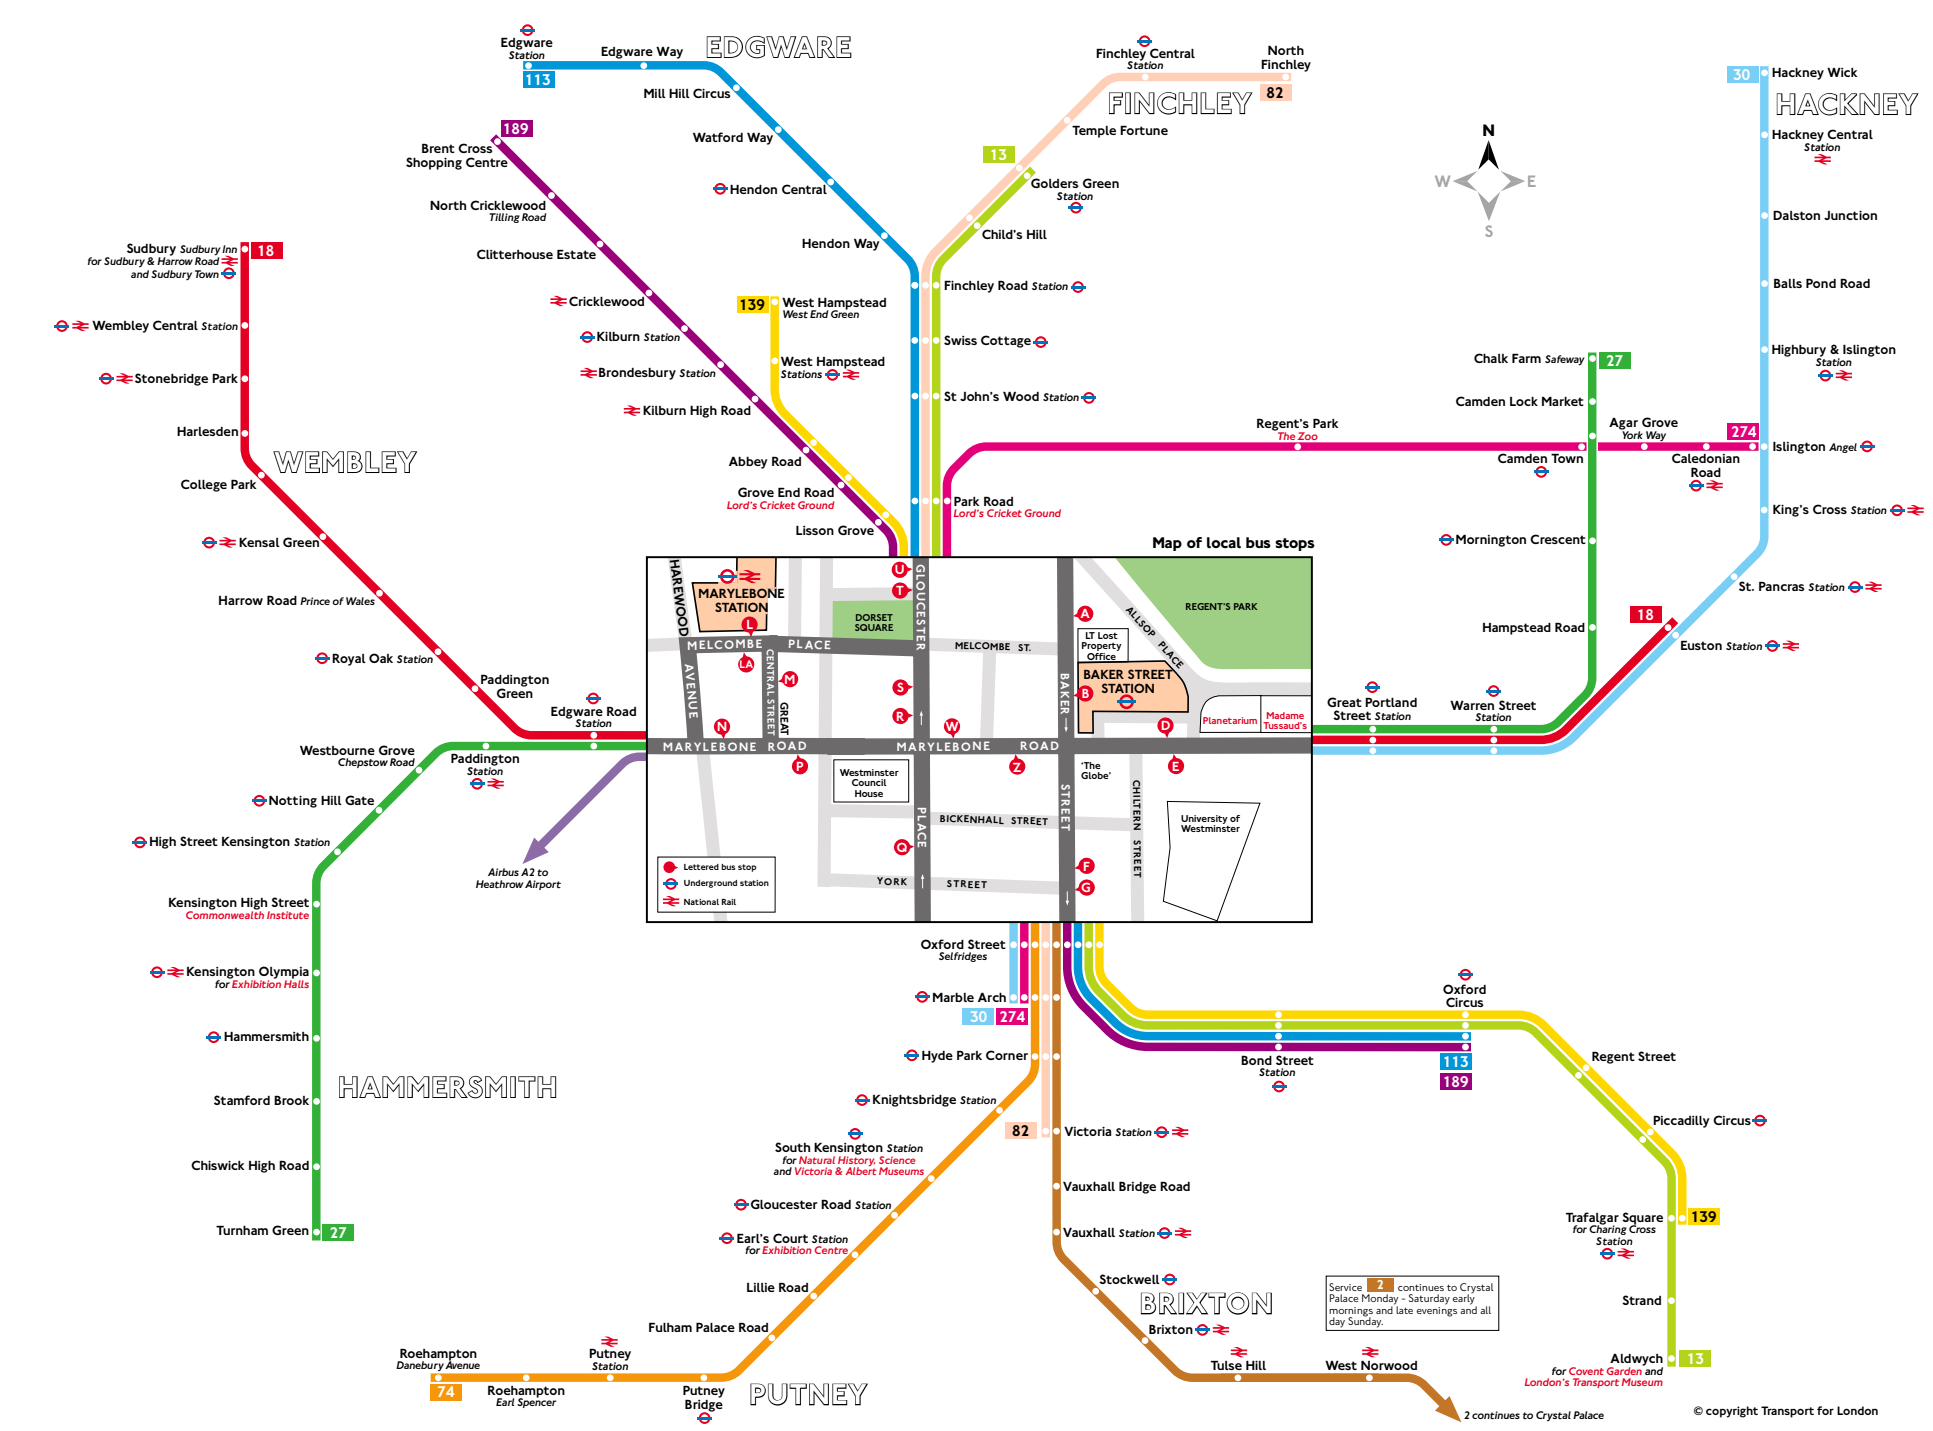 Edgware
Station
113
Edgware Way
EDGWARE
Mill Hill Circus
Watford Way
Hendon Central
Hendon Way
Finchley Central
Station
North
Finchley
82
FINCHLEY
Temple Fortune
13
Golders Green
Station
Child's Hill
Finchley Road Station
Swiss Cottage
St John's Wood Station
30
Hackney Wick
HACKNEY
Hackney Central
Station
Dalston Junction
Balls Pond Road
Highbury & Islington
Station
N
W
E
S
189
Brent Cross
Shopping Centre
North Cricklewood
Tilling Road
Clitterhouse Estate
Cricklewood
Kilburn Station
Brondesbury Station
Kilburn High Road
Abbey Road
Grove End Road
Lord's Cricket Ground
Lisson Grove
139
West Hampstead
West End Green
West Hampstead
Stations
Sudbury Sudbury Inn
for Sudbury & Harrow Road
and Sudbury Town
18
Wembley Central Station
Stonebridge Park
Harlesden
WEMBLEY
College Park
Kensal Green
Harrow Road Prince of Wales
Royal Oak Station
Paddington
Green
Edgware Road
Station
Chalk Farm Safeway
27
Camden Lock Market
Regent's Park
The Zoo
Camden Town
Agar Grove
York Way
274
Caledonian
Road
Islington Angel
King's Cross Station
Mornington Crescent
St. Pancras Station
18
Hampstead Road
Euston Station
Great Portland
Street Station
Warren Street
Station
Park Road
Lord's Cricket Ground
Map of local bus stops
HAREWOOD
AVENUE
MARYLEBONE
STATION
L
MELCOMBE PLACE
LA
CENTRAL STREET
GREAT
M
N
MARYLEBONE ROAD
P
U
T
GLOUCESTER
PLACE
DORSET
SQUARE
S
R
W
MARYLEBONE ROAD
Z
MELCOMBE ST.
A
B
BAKER
STREET
ALLSOP PLACE
REGENT'S PARK
LT Lost
Property
Office
BAKER STREET
STATION
D
E
Planetarium
Madame
Tussaud's
'The
Globe'
Westminster
Council
House
BICKENHALL STREET
CHILTERN STREET
University of
Westminster
Q
F
G
YORK STREET
Lettered bus stop
Underground station
National Rail
Westbourne Grove
Chepstow Road
Paddington
Station
Notting Hill Gate
High Street Kensington Station
Airbus A2 to
Heathrow Airport
Kensington High Street
Commonwealth Institute
Kensington Olympia
for Exhibition Halls
Hammersmith
HAMMERSMITH
Stamford Brook
Chiswick High Road
Turnham Green
27
Oxford Street
Selfridges
Marble Arch
30
274
Hyde Park Corner
Knightsbridge Station
South Kensington Station
for Natural History, Science
and Victoria & Albert Museums
Gloucester Road Station
Earl's Court Station
for Exhibition Centre
Lillie Road
Fulham Palace Road
Roehampton
Danebury Avenue
74
Roehampton
Earl Spencer
Putney
Station
Putney
Bridge
PUTNEY
82
Victoria Station
Vauxhall Bridge Road
Vauxhall Station
Stockwell
BRIXTON
Brixton
Tulse Hill
West Norwood
2 continues to Crystal Palace
Service 2 continues to Crystal
Palace Monday - Saturday early
mornings and late evenings and all
day Sunday.
Oxford
Circus
Bond Street
Station
113
189
Regent Street
Piccadilly Circus
Trafalgar Square
for Charing Cross
Station
139
Strand
Aldwych
for Covent Garden and
London's Transport Museum
13
© copyright Transport for London